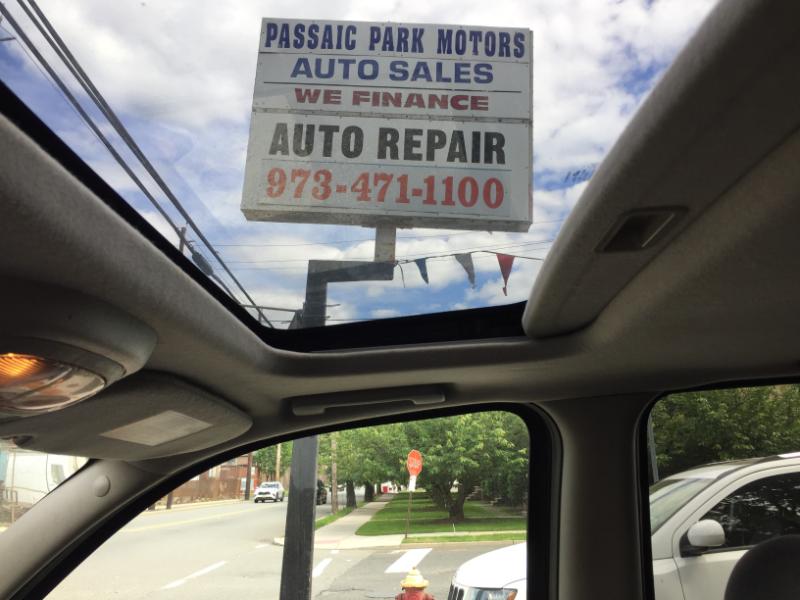 PASSAIC PARK MOTORS
AUTO SALES
WE FINANCE
AUTO REPAIR
973-471-1100